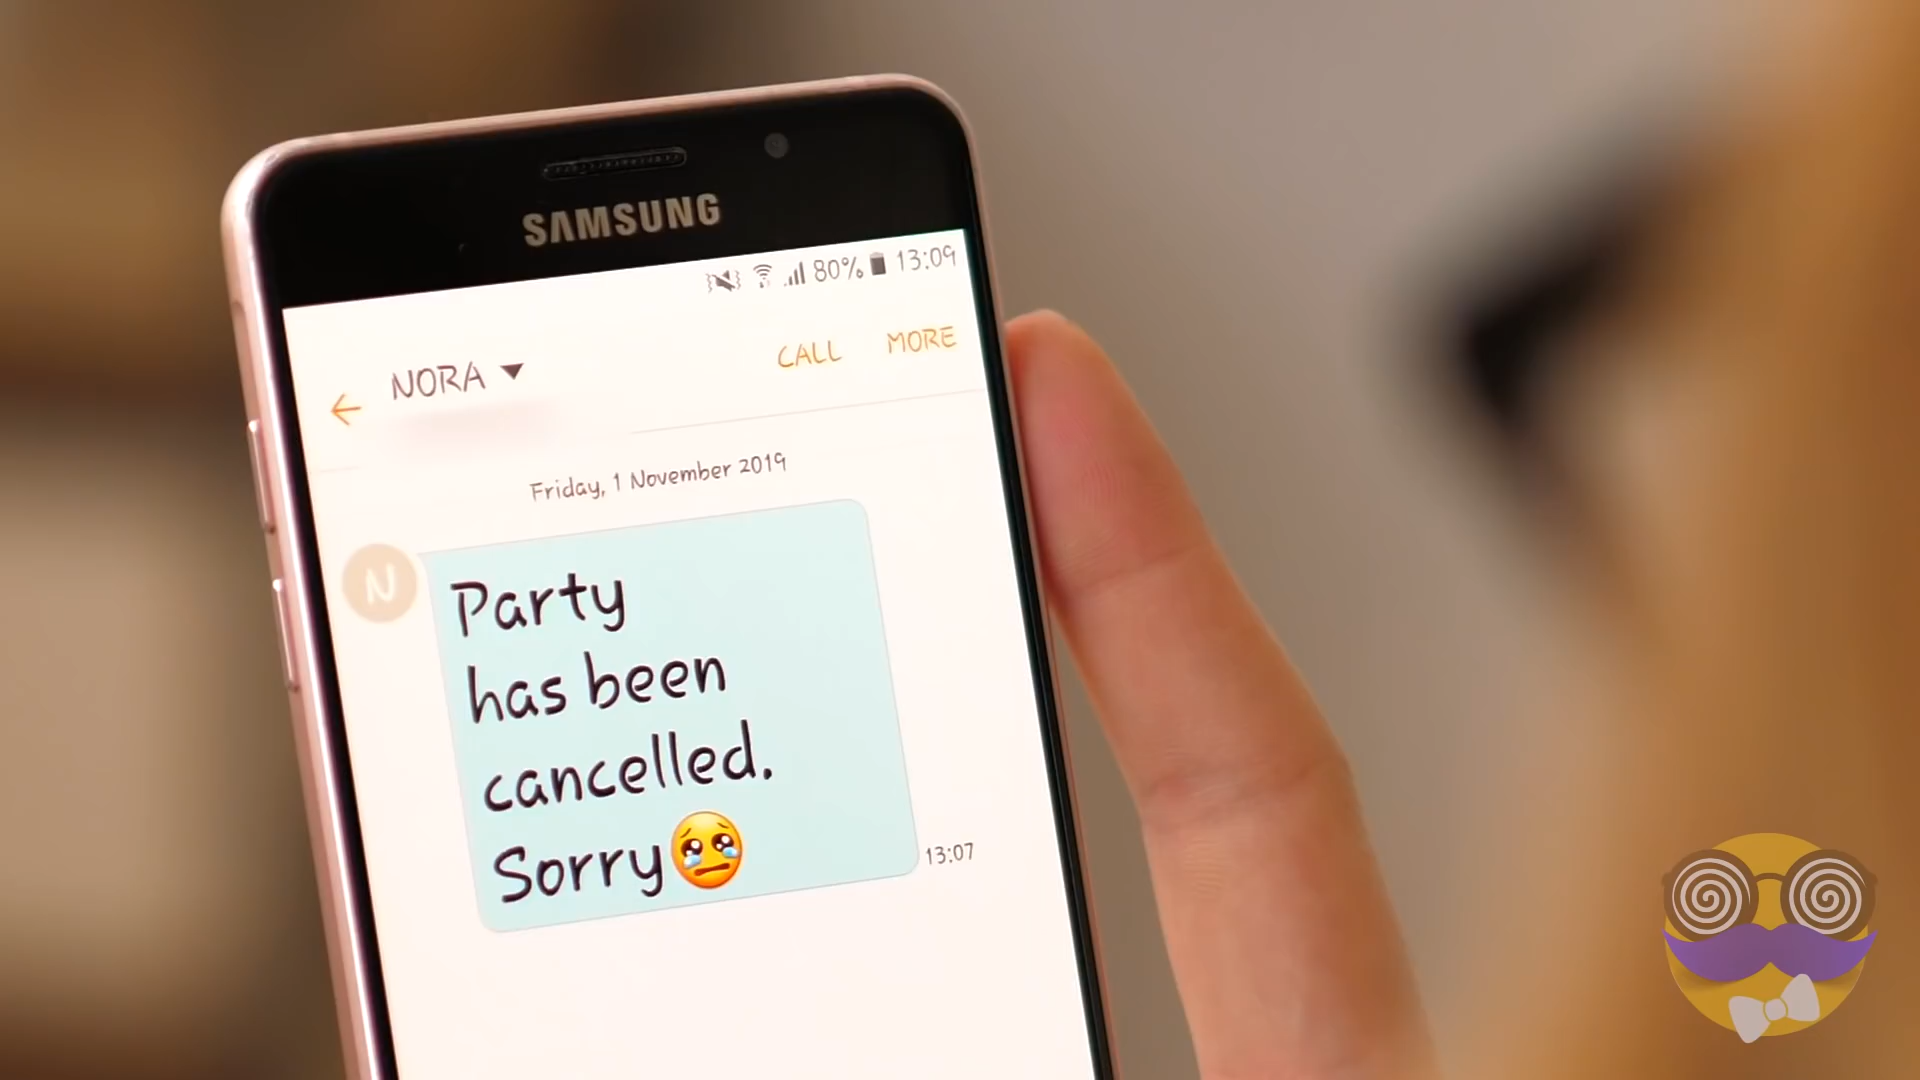 SAMSUNG
80% 13:09
NORA
CALL MORE
Friday, 1 November 2019
N
Party
has been
cancelled.
Sorry🥺
13:07